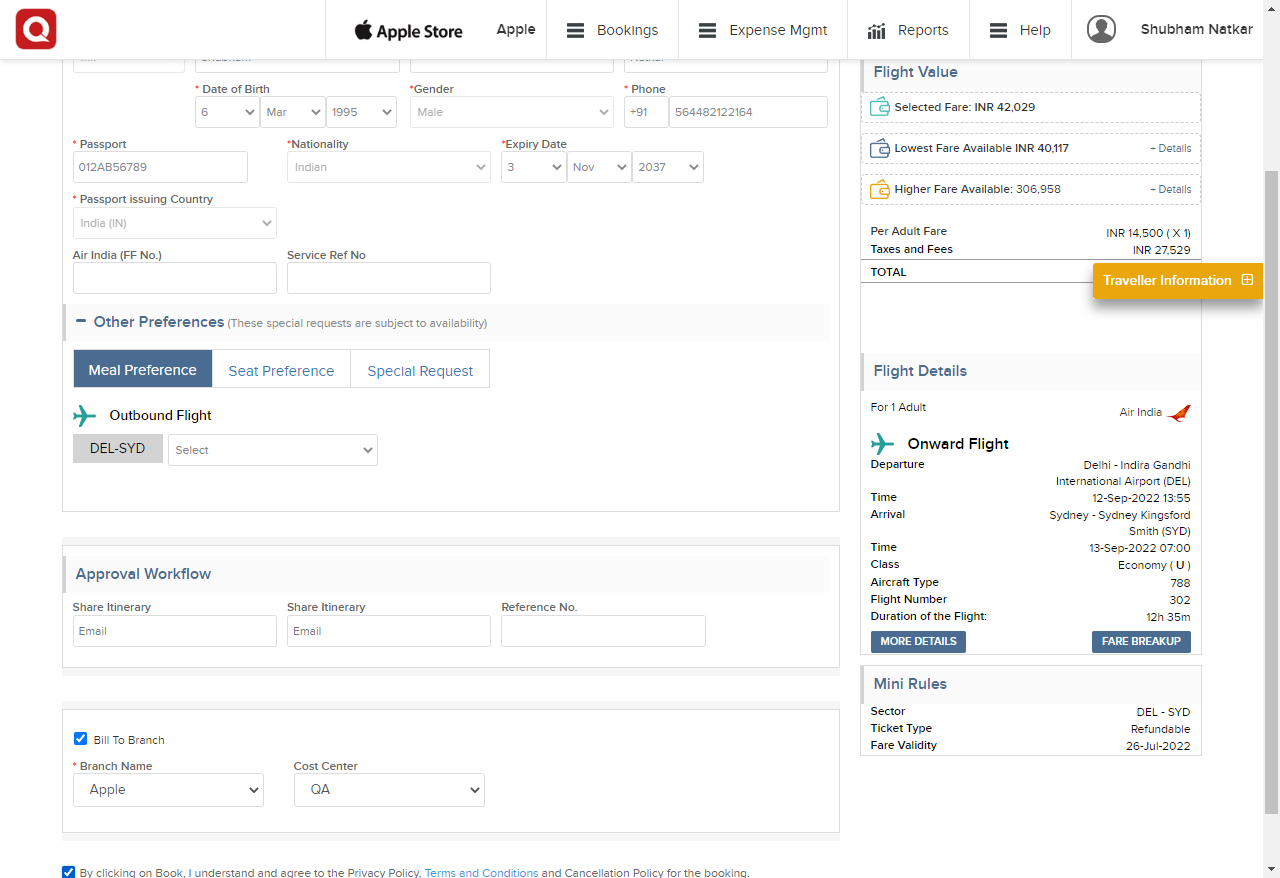 Apple Store
Apple
Bookings
Expense Mgmt
Reports
Help
Shubham Natkar
* Date of Birth
*Gender
* Phone
6
Mar
1995
Male
+91
564482122164
* Passport
*Nationality
*Expiry Date
012AB56789
Indian
3
Nov
2037
* Passport issuing Country
India (IN)
Air India (FF No.)
Service Ref No
Other Preferences (These special requests are subject to availability)
Meal Preference
Seat Preference
Special Request
Outbound Flight
DEL-SYD
Select
Approval Workflow
Share Itinerary
Share Itinerary
Reference No.
Email
Email
Bill To Branch
* Branch Name
Cost Center
Apple
QA
By clicking on Book, I understand and agree to the Privacy Policy, Terms and Conditions and Cancellation Policy for the booking.
Flight Value
Selected Fare: INR 42,029
Lowest Fare Available INR 40,117
+ Details
Higher Fare Available: 306,958
+ Details
Per Adult Fare
INR 14,500 ( X 1)
Taxes and Fees
INR 27,529
TOTAL
Traveller Information
Flight Details
For 1 Adult
Air India
Onward Flight
Departure
Delhi - Indira Gandhi
International Airport (DEL)
Time
12-Sep-2022 13:55
Arrival
Sydney - Sydney Kingsford
Smith (SYD)
Time
13-Sep-2022 07:00
Class
Economy ( U )
Aircraft Type
788
Flight Number
302
Duration of the Flight:
12h 35m
MORE DETAILS
FARE BREAKUP
Mini Rules
Sector
DEL - SYD
Ticket Type
Refundable
Fare Validity
26-Jul-2022